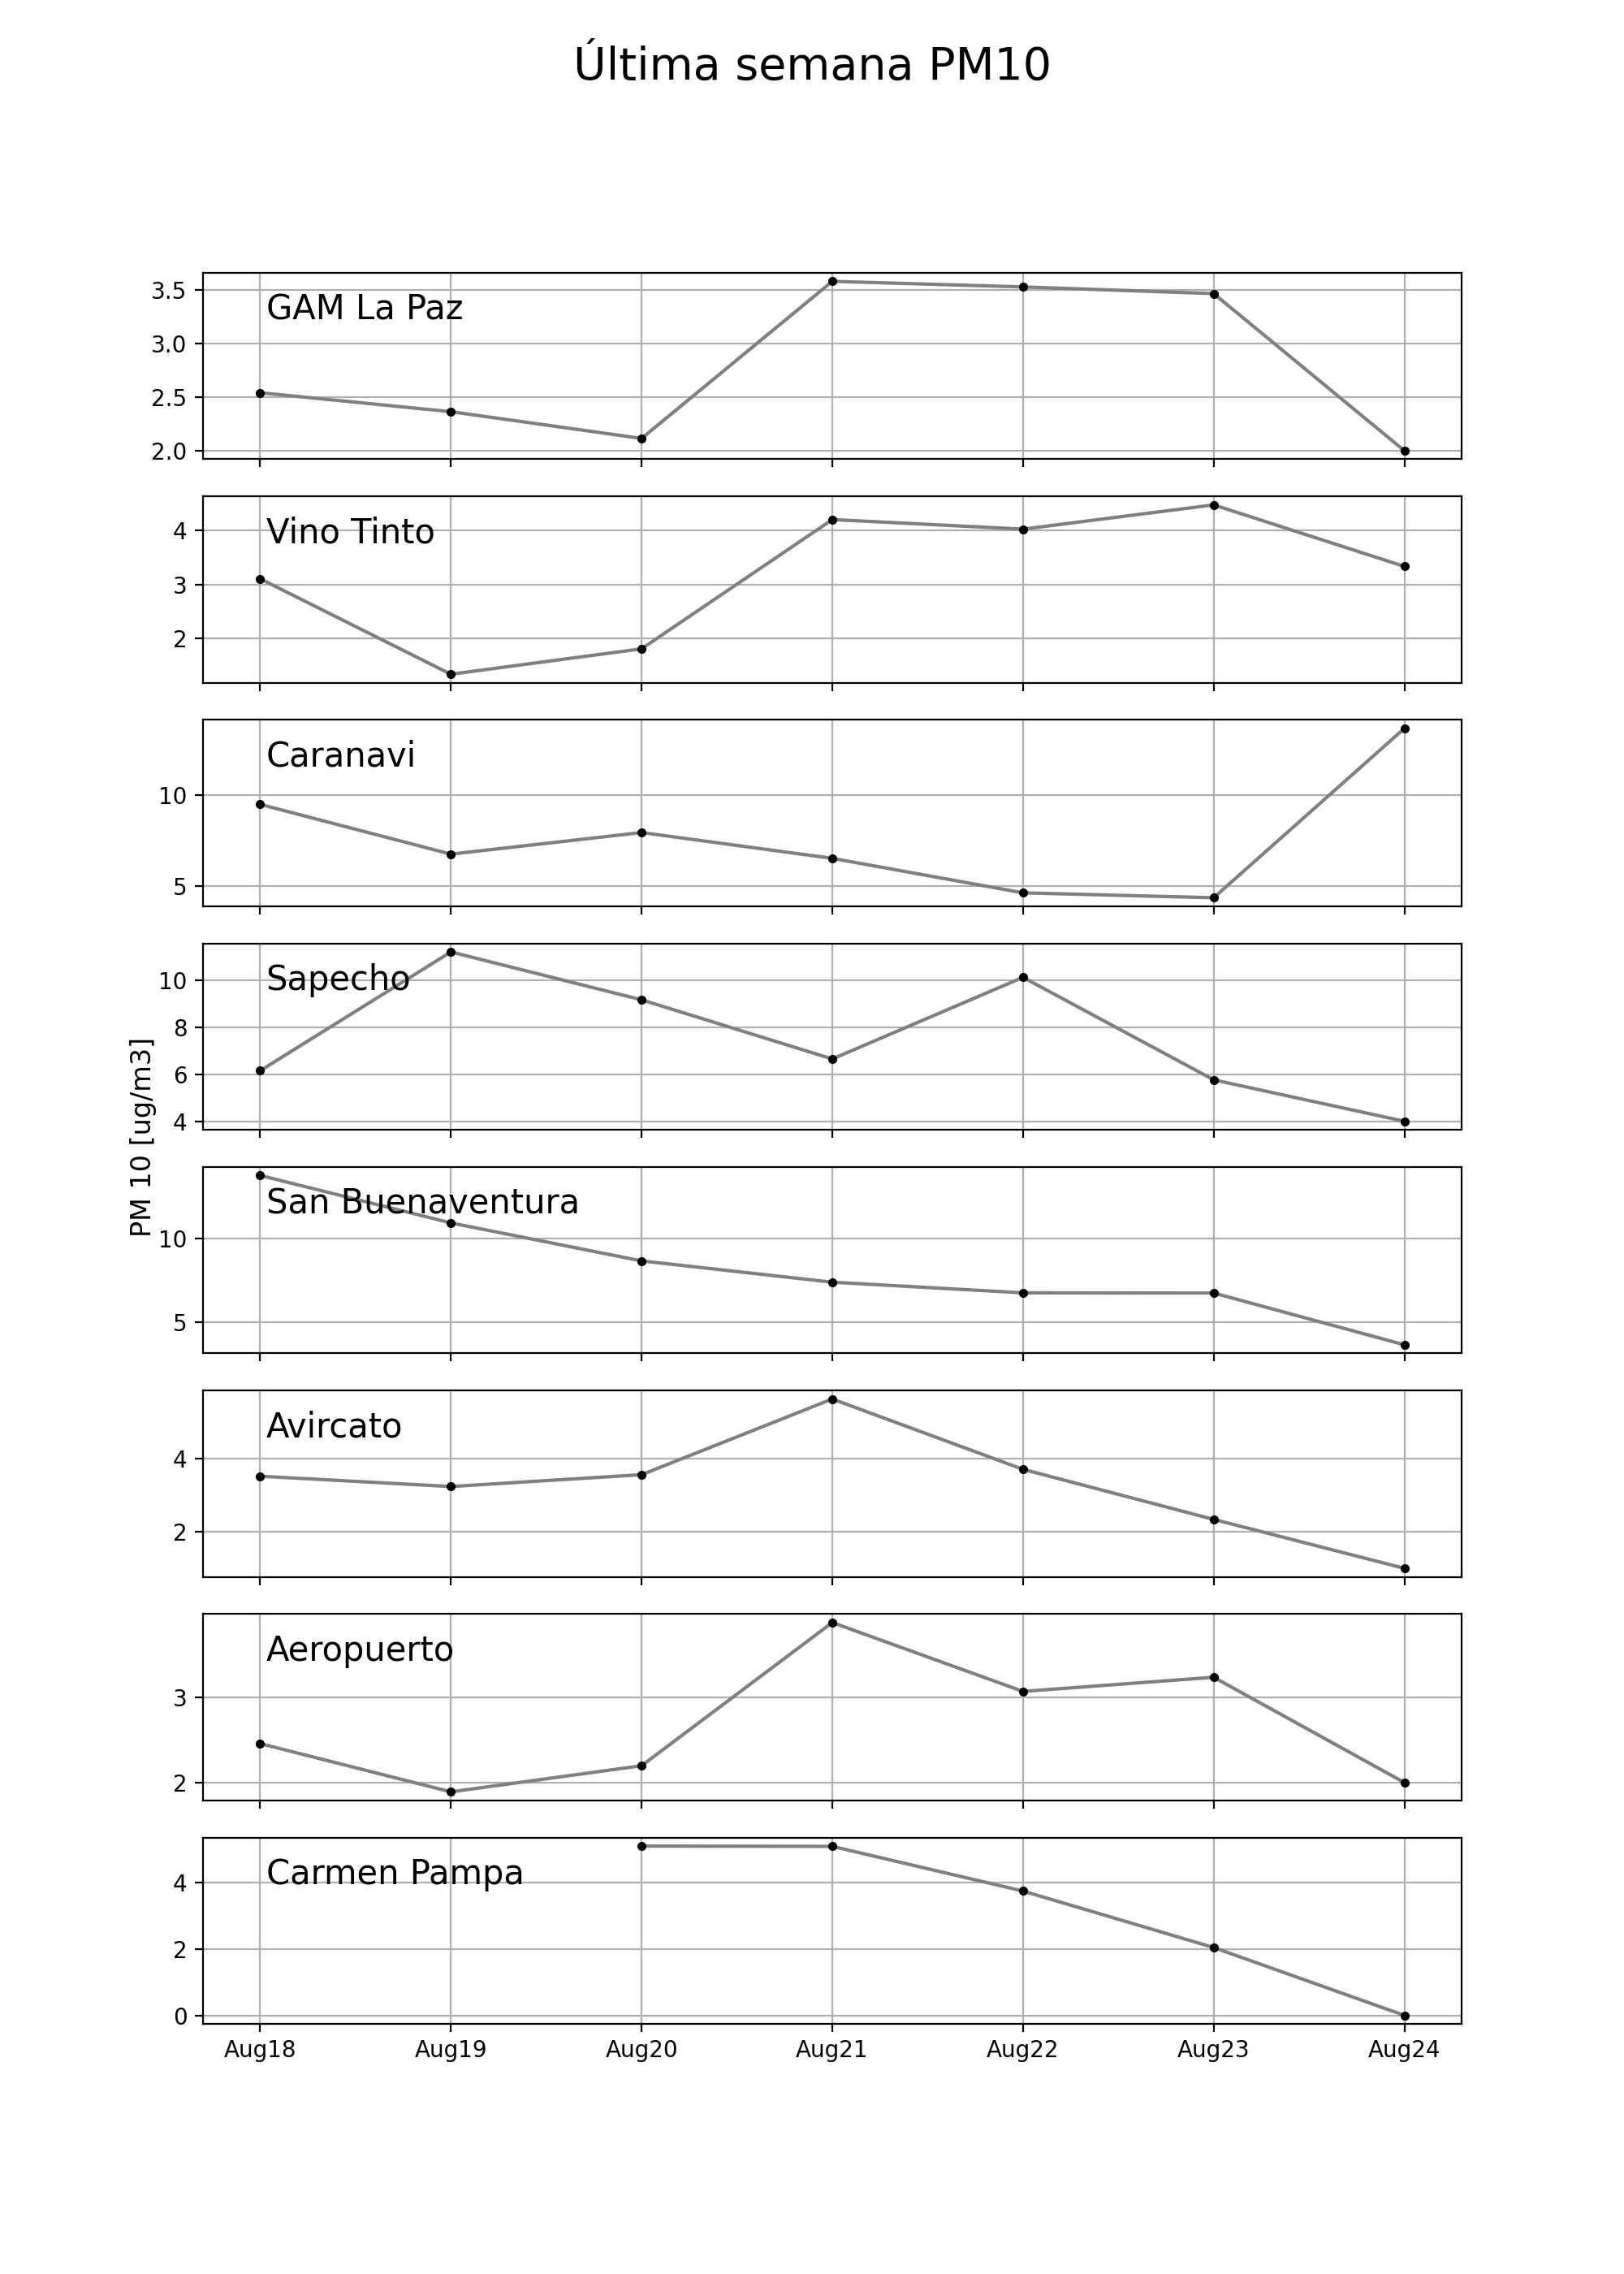 Última semana PM10
3.5
3.0
2.5
2.0
GAM La Paz
4
3
2
Vino Tinto
10
5
Caranavi
10
8
6
4
Sapecho
PM 10 [ug/m3]
10
5
San Buenaventura
4
2
Avircato
3
2
Aeropuerto
4
2
0
Carmen Pampa
Aug18 Aug19 Aug20 Aug21 Aug22 Aug23 Aug24